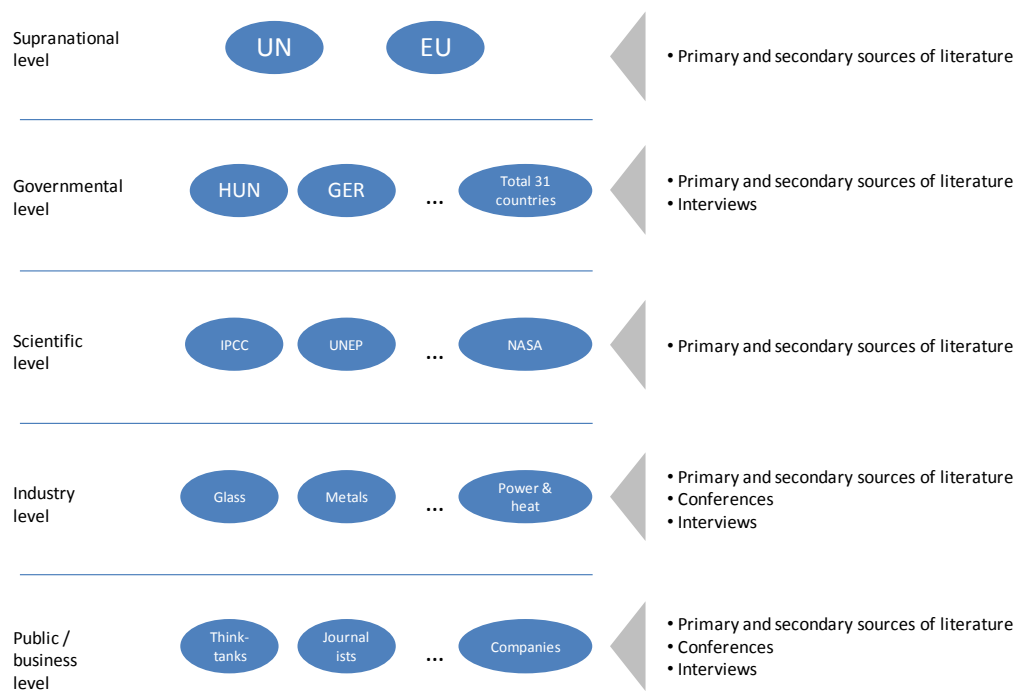 Supranational
level
UN
EU
• Primary and secondary sources of literature
Governmental
level
HUN
GER
...
Total 31
countries
• Primary and secondary sources of literature
• Interviews
Scientific
level
IPCC
UNEP
...
NASA
• Primary and secondary sources of literature
Industry
level
Glass
Metals
...
Power &
heat
• Primary and secondary sources of literature
• Conferences
• Interviews
Public /
business
level
Think-
tanks
Journal
ists
...
Companies
• Primary and secondary sources of literature
• Conferences
• Interviews